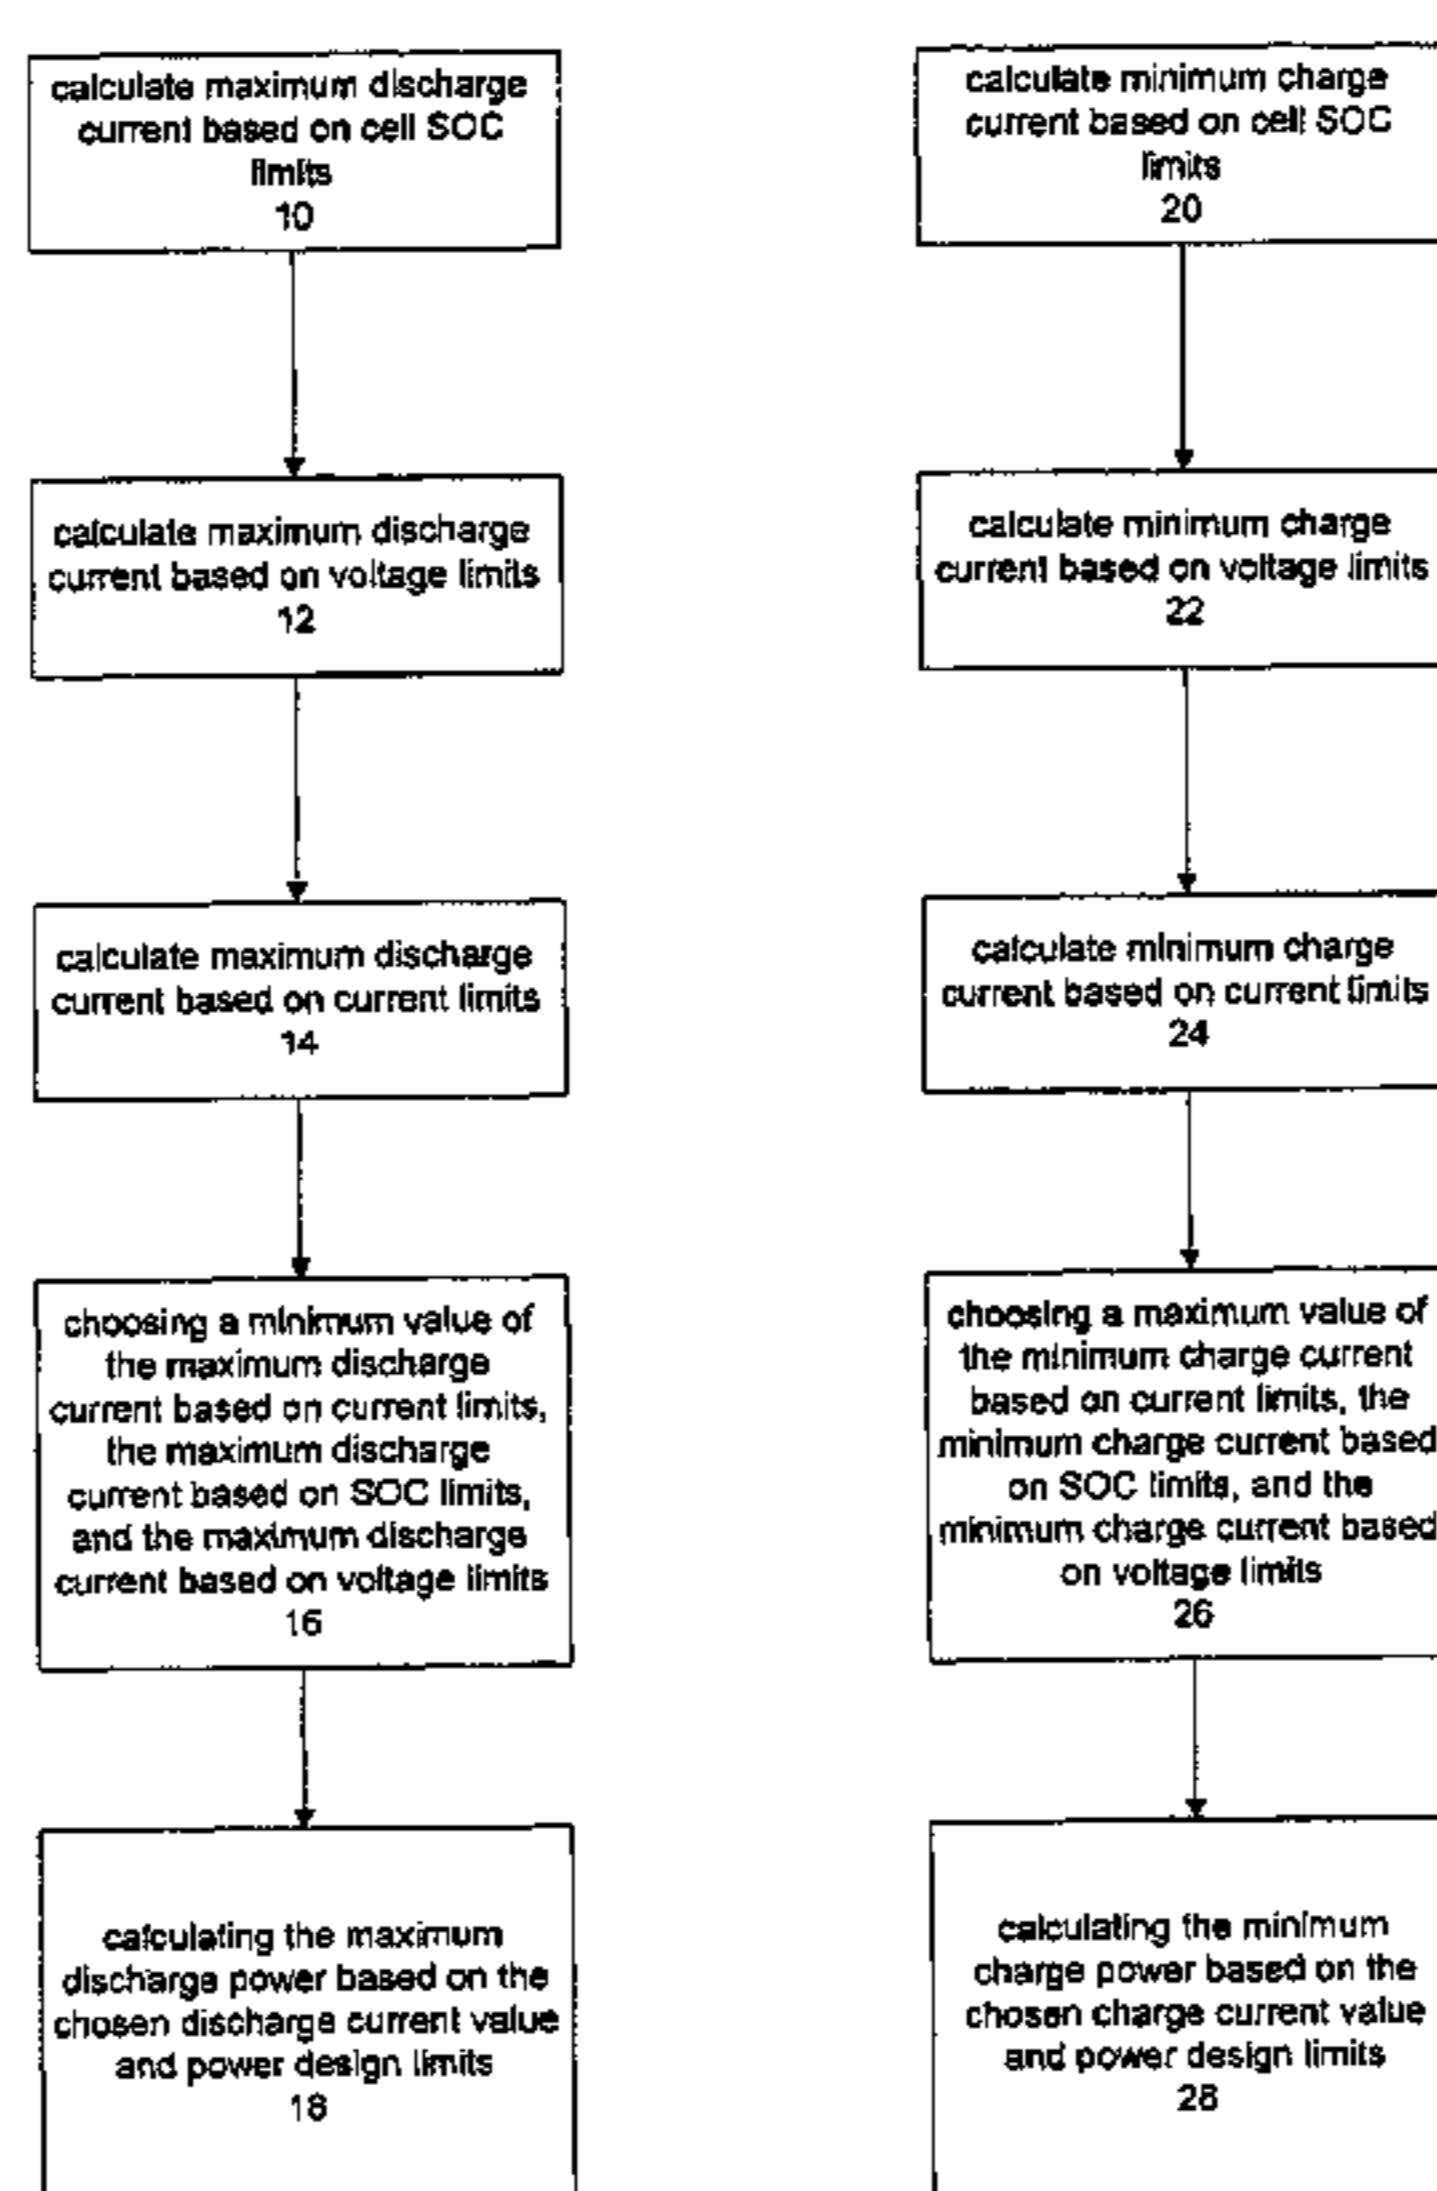 calculate maximum discharge
current based on cell SOC
limits
10
calculate maximum discharge
current based on voltage limits
12
calculate maximum discharge
current based on current limits
14
choosing a minimum value of
the maximum discharge
current based on current limits,
the maximum discharge
current based on SOC limits,
and the maximum discharge
current based on voltage limits
16
calculating the maximum
discharge power based on the
chosen discharge current value
and power design limits
18
calculate minimum charge
current based on cell SOC
limits
20
calculate minimum charge
current based on voltage limits
22
calculate minimum charge
current based on current limits
24
choosing a maximum value of
the minimum charge current
based on current limits, the
minimum charge current based
on SOC limits, and the
minimum charge current based
on voltage limits
26
calculating the minimum
charge power based on the
chosen charge current value
and power design limits
28